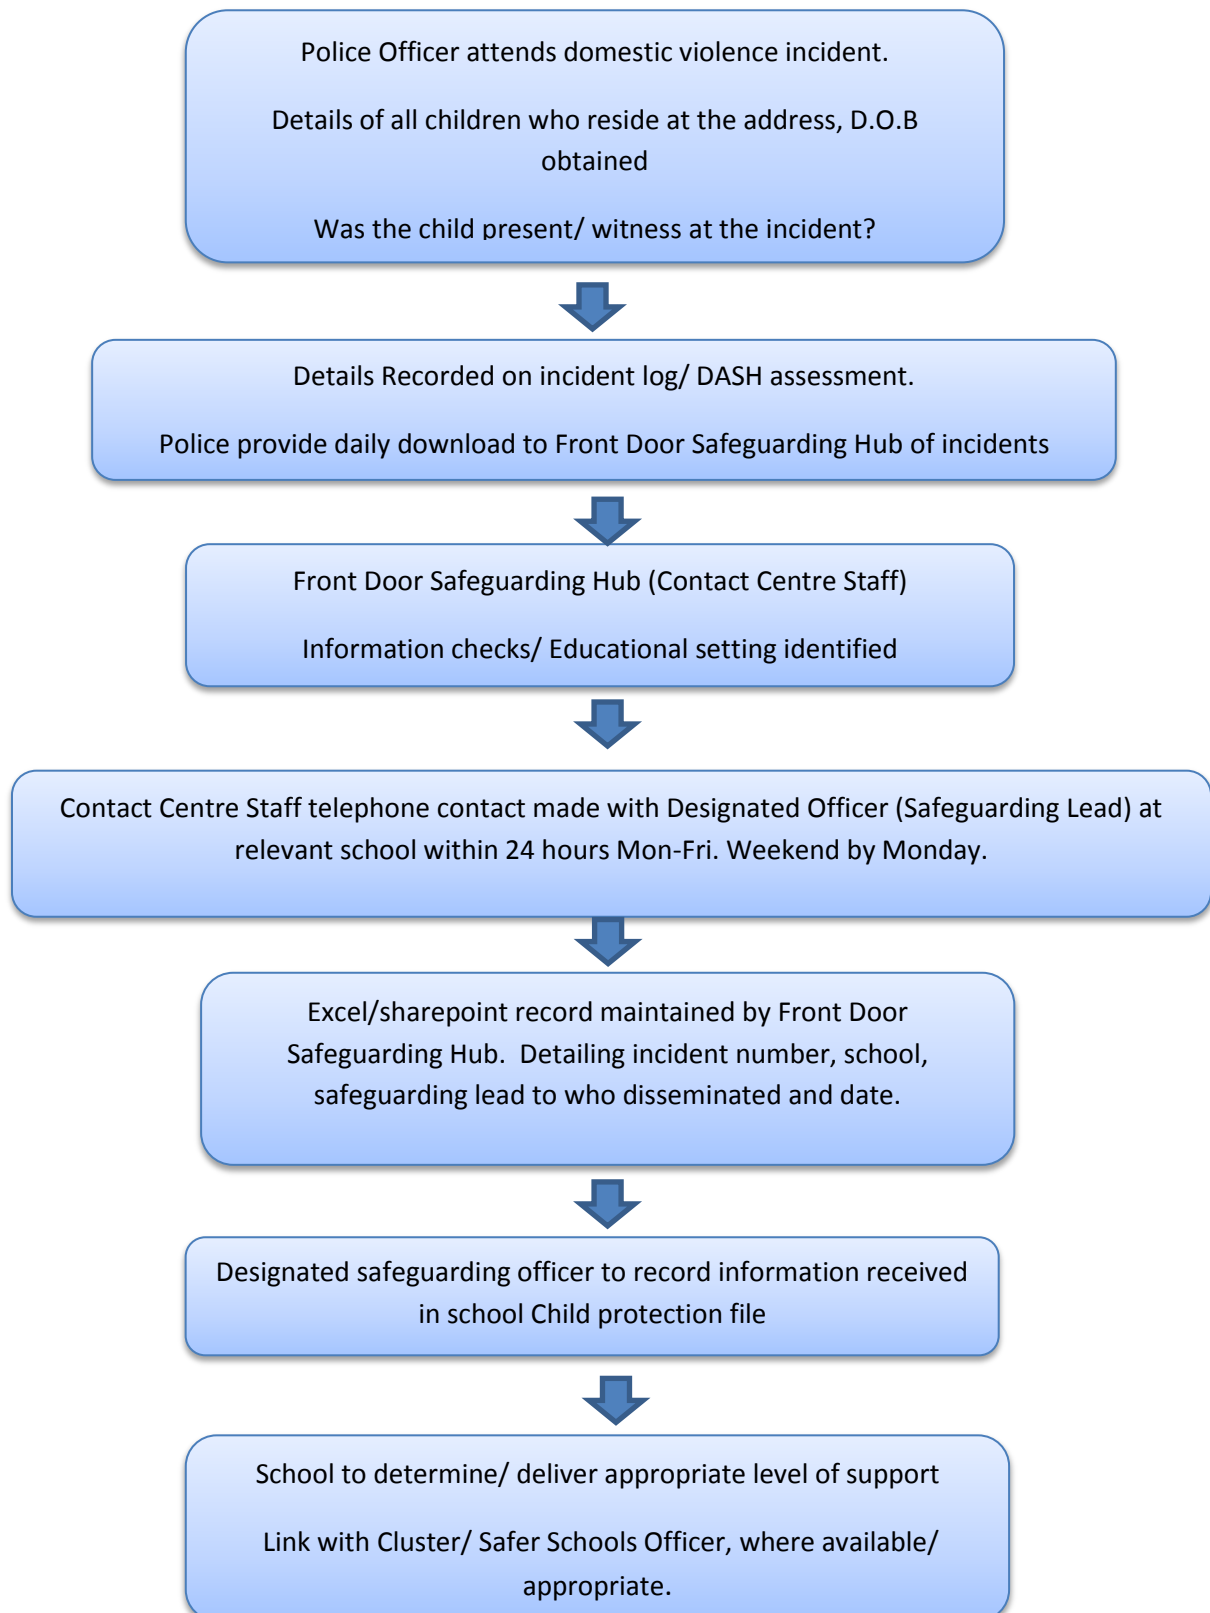 Police Officer attends domestic violence incident.
Details of all children who reside at the address, D.O.B
obtained
Was the child present/ witness at the incident?
Details Recorded on incident log/ DASH assessment.
Police provide daily download to Front Door Safeguarding Hub of incidents
Front Door Safeguarding Hub (Contact Centre Staff)
Information checks/ Educational setting identified
Contact Centre Staff telephone contact made with Designated Officer (Safeguarding Lead) at
relevant school within 24 hours Mon-Fri. Weekend by Monday.
Excel/sharepoint record maintained by Front Door
Safeguarding Hub.  Detailing incident number, school,
safeguarding lead to who disseminated and date.
Designated safeguarding officer to record information received
in school Child protection file
School to determine/ deliver appropriate level of support
Link with Cluster/ Safer Schools Officer, where available/
appropriate.